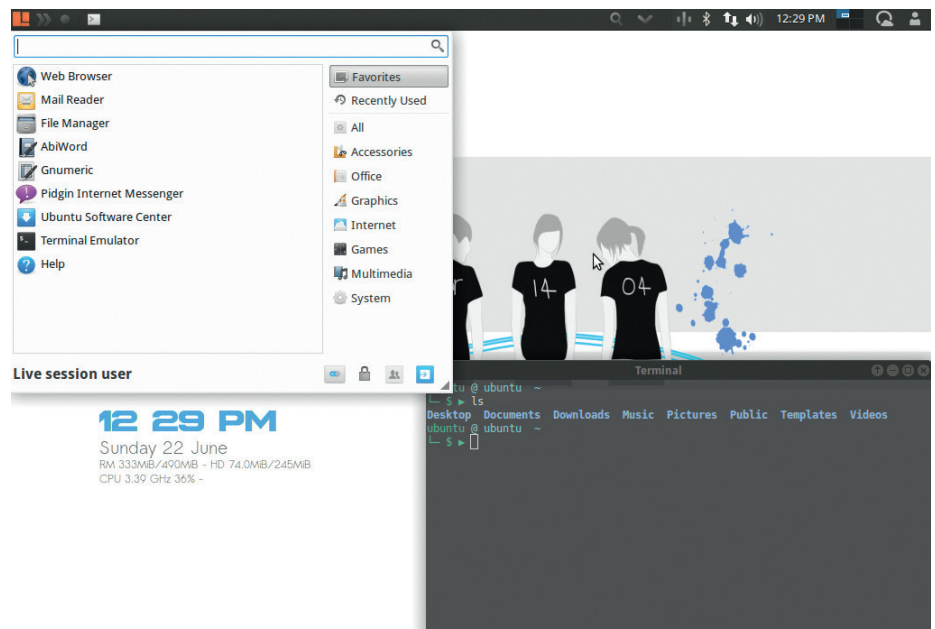 12:29 PM
Web Browser
Mail Reader
File Manager
AbiWord
Gnumeric
Pidgin Internet Messenger
Ubuntu Software Center
Terminal Emulator
Help
Favorites
Recently Used
All
Accessories
Office
Graphics
Internet
Games
Multimedia
System
Live session user
r
14
04
12 29 PM
Sunday 22 June
RM 333MiB/490MiB - HD 74.0MiB/245MiB
CPU 3.39 GHz 36% -
Terminal
tu @ ubuntu ~
└─ $ ▶ ls
Desktop Documents Downloads Music Pictures Public Templates Videos
ubuntu @ ubuntu ~
└─ $ ▶